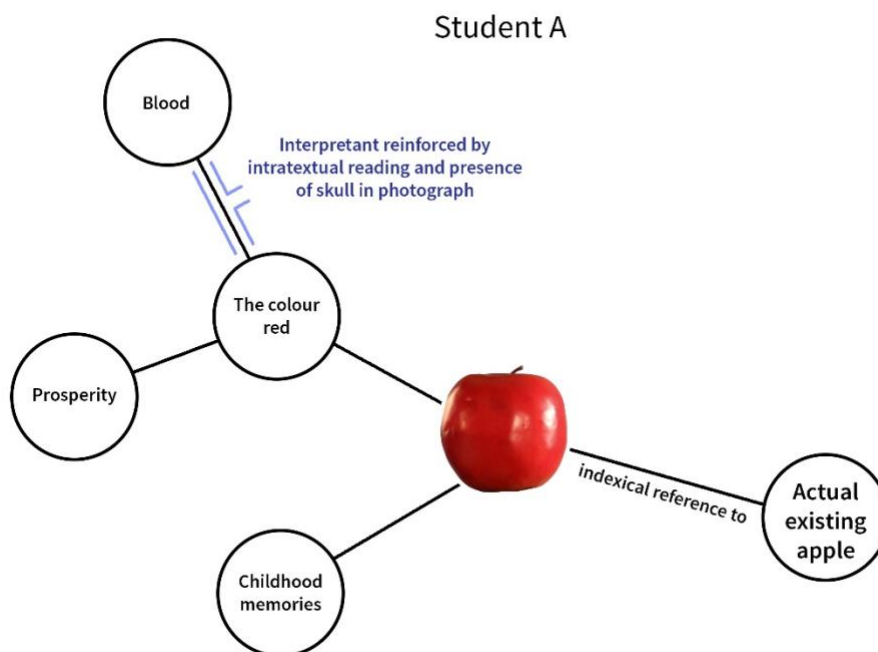 Student A
Blood
Interpretant reinforced by
intratextual reading and presence
of skull in photograph
The colour
red
Prosperity
indexical reference to
Actual
existing
apple
Childhood
memories